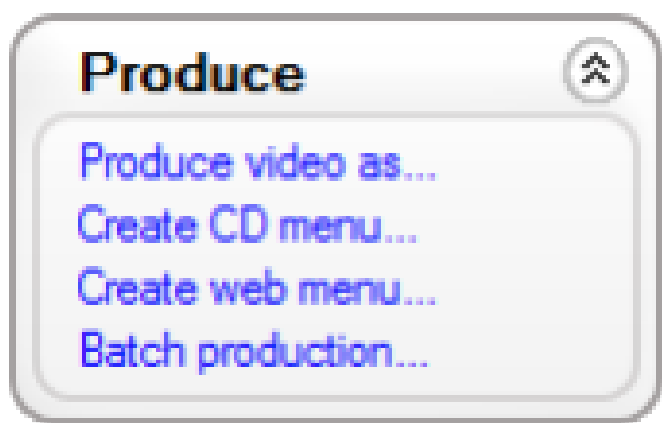 Produce
Produce video as...
Create CD menu...
Create web menu...
Batch production...